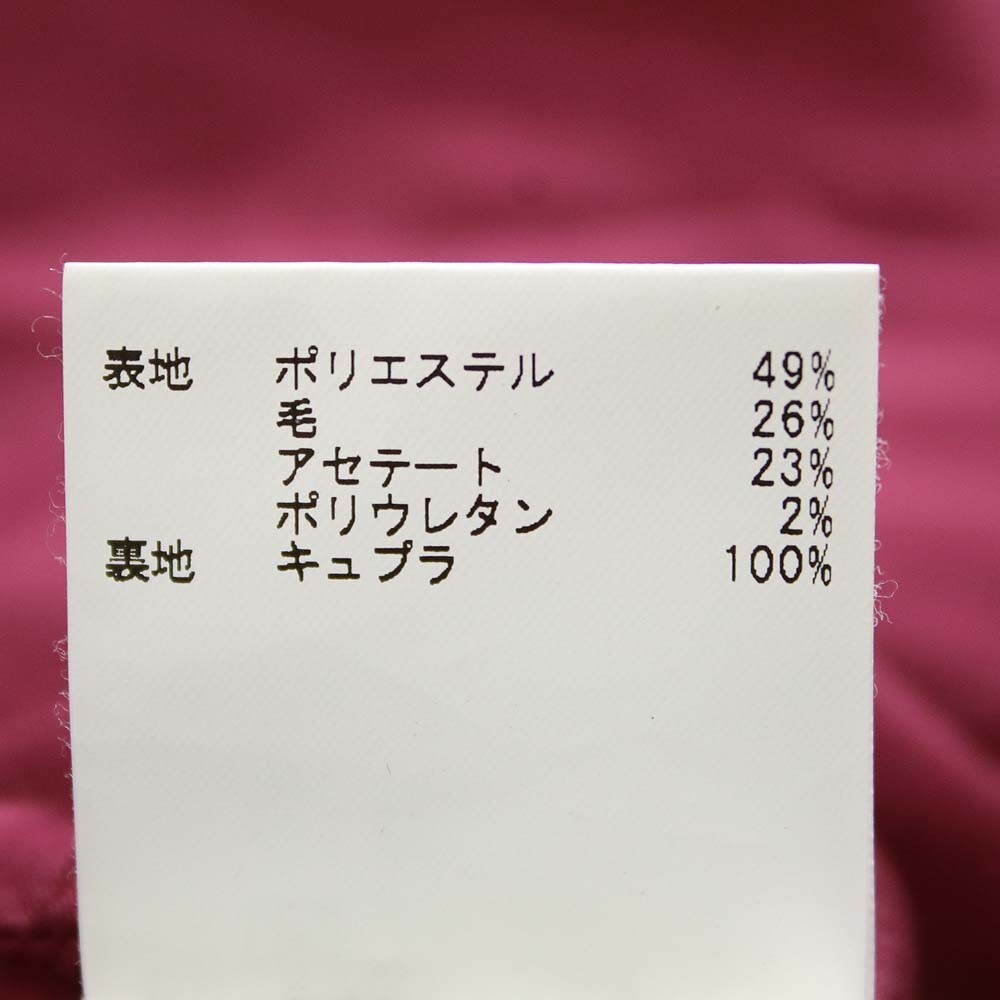 表地 ポリエステル 49%
毛 26%
アセテート 23%
ポリウレタン 2%
裏地 キュプラ 100%